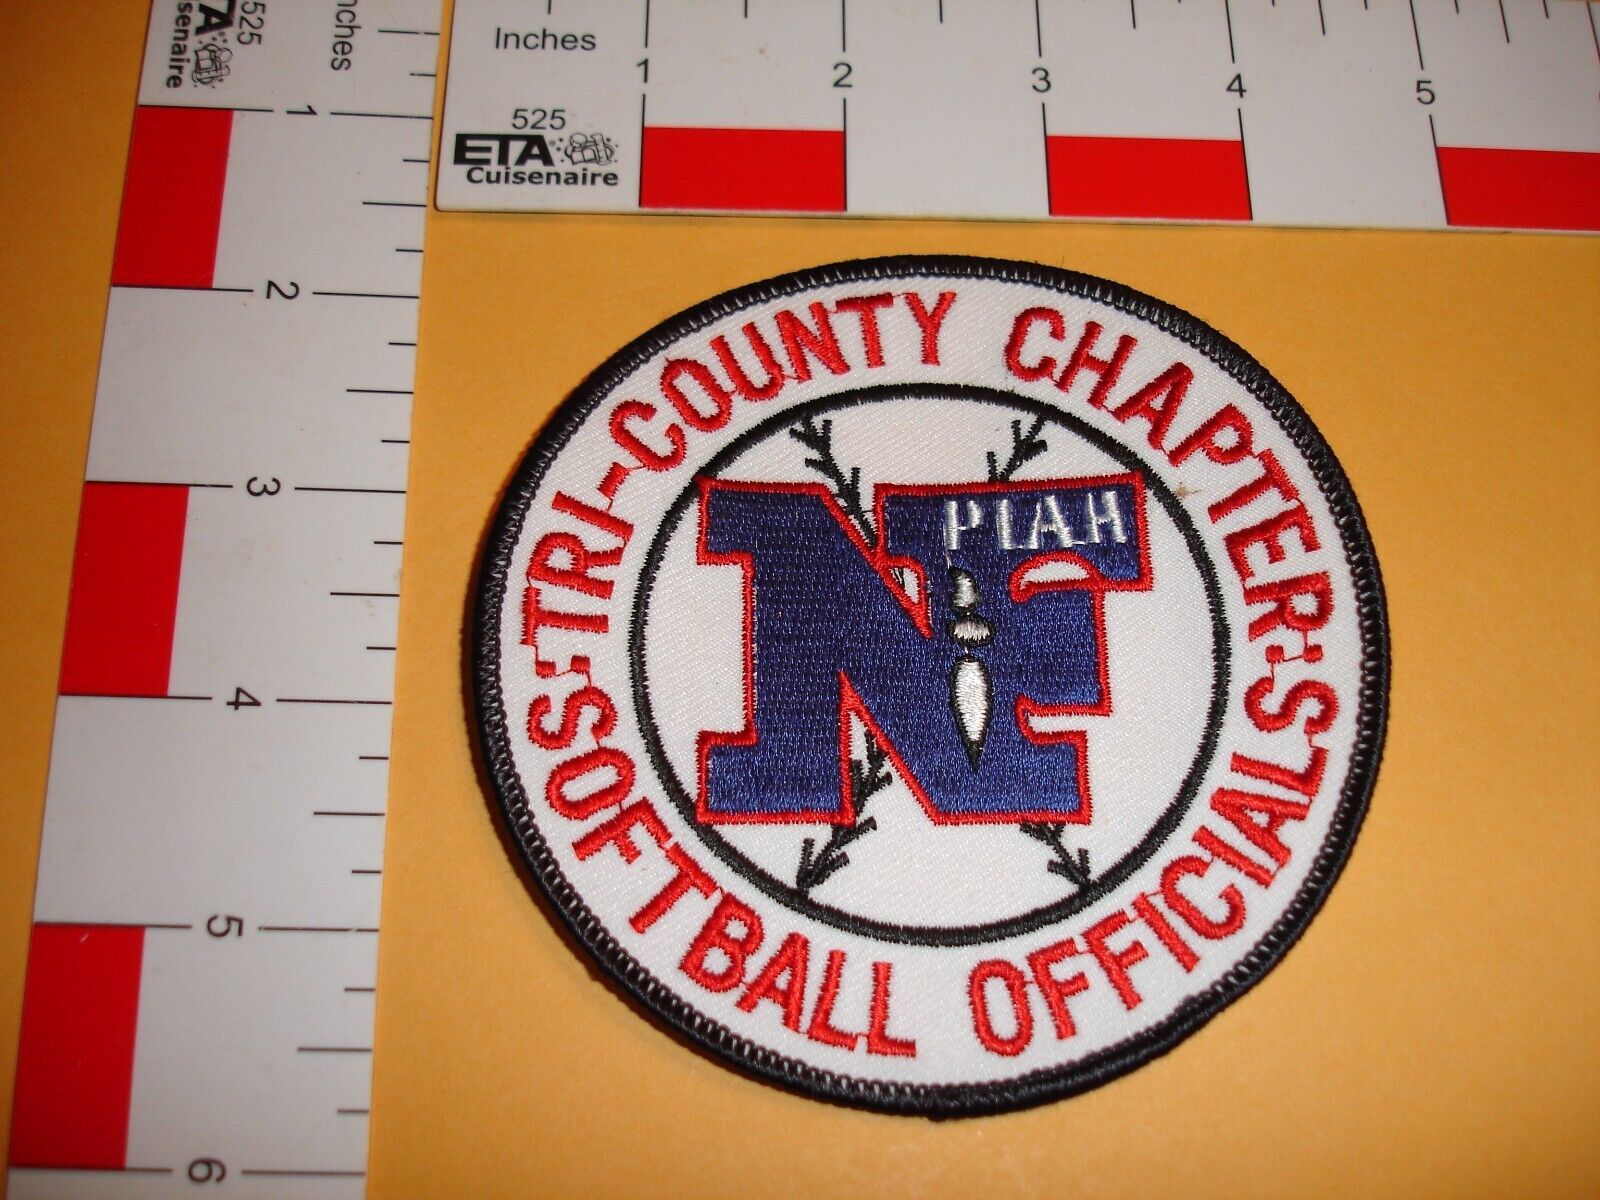 525
ETA
Cuisenaire
Inches
1
2
3
4
5
6
Inches
1
2
3
4
5
525
ETA
Cuisenaire
TRI-COUNTY CHAPTER:
SOFTBALL OFFICIALS:
NF
PIAH